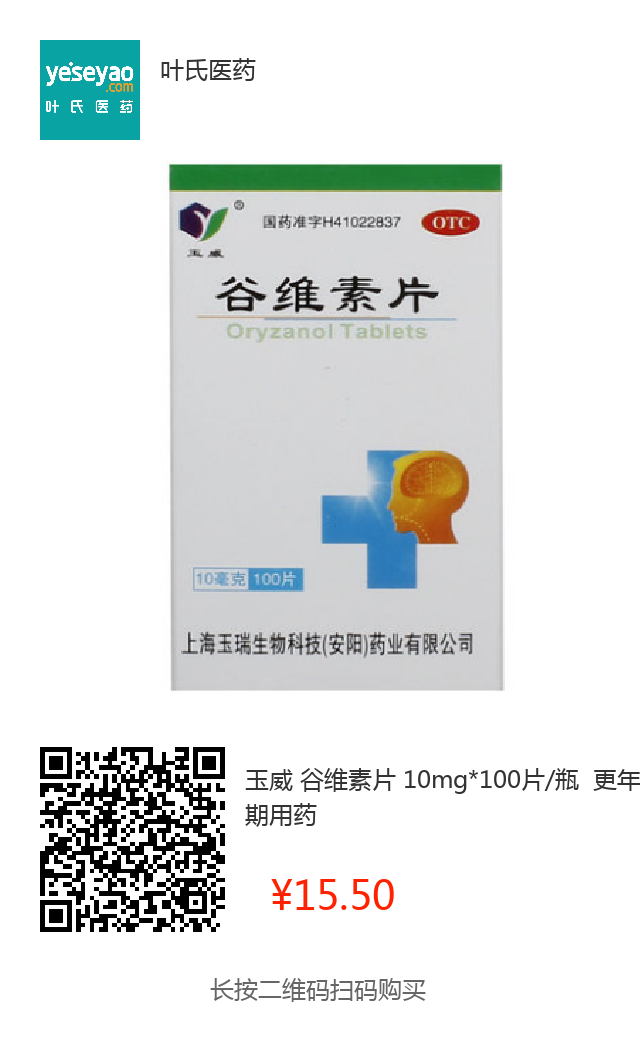 yeseyao
.com
叶氏医药
叶氏医药
国药准字H41022837
OTC
玉威
谷维素片
Oryzanol Tablets
10毫克 100片
上海玉瑞生物科技(安阳)药业有限公司
玉威 谷维素片 10mg*100片/瓶 更年
期用药
¥15.50
长按二维码扫码购买